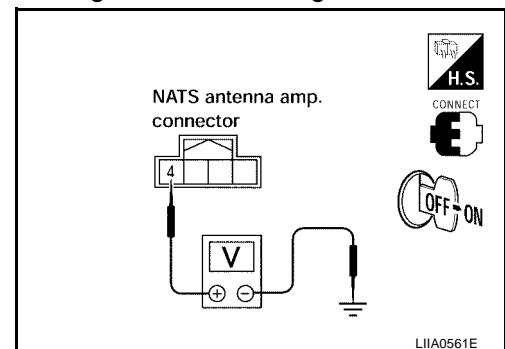 H.S.
NATS antenna amp.
connector
CONNECT
4
OFF
ON
V
+ −
LIIA0561E